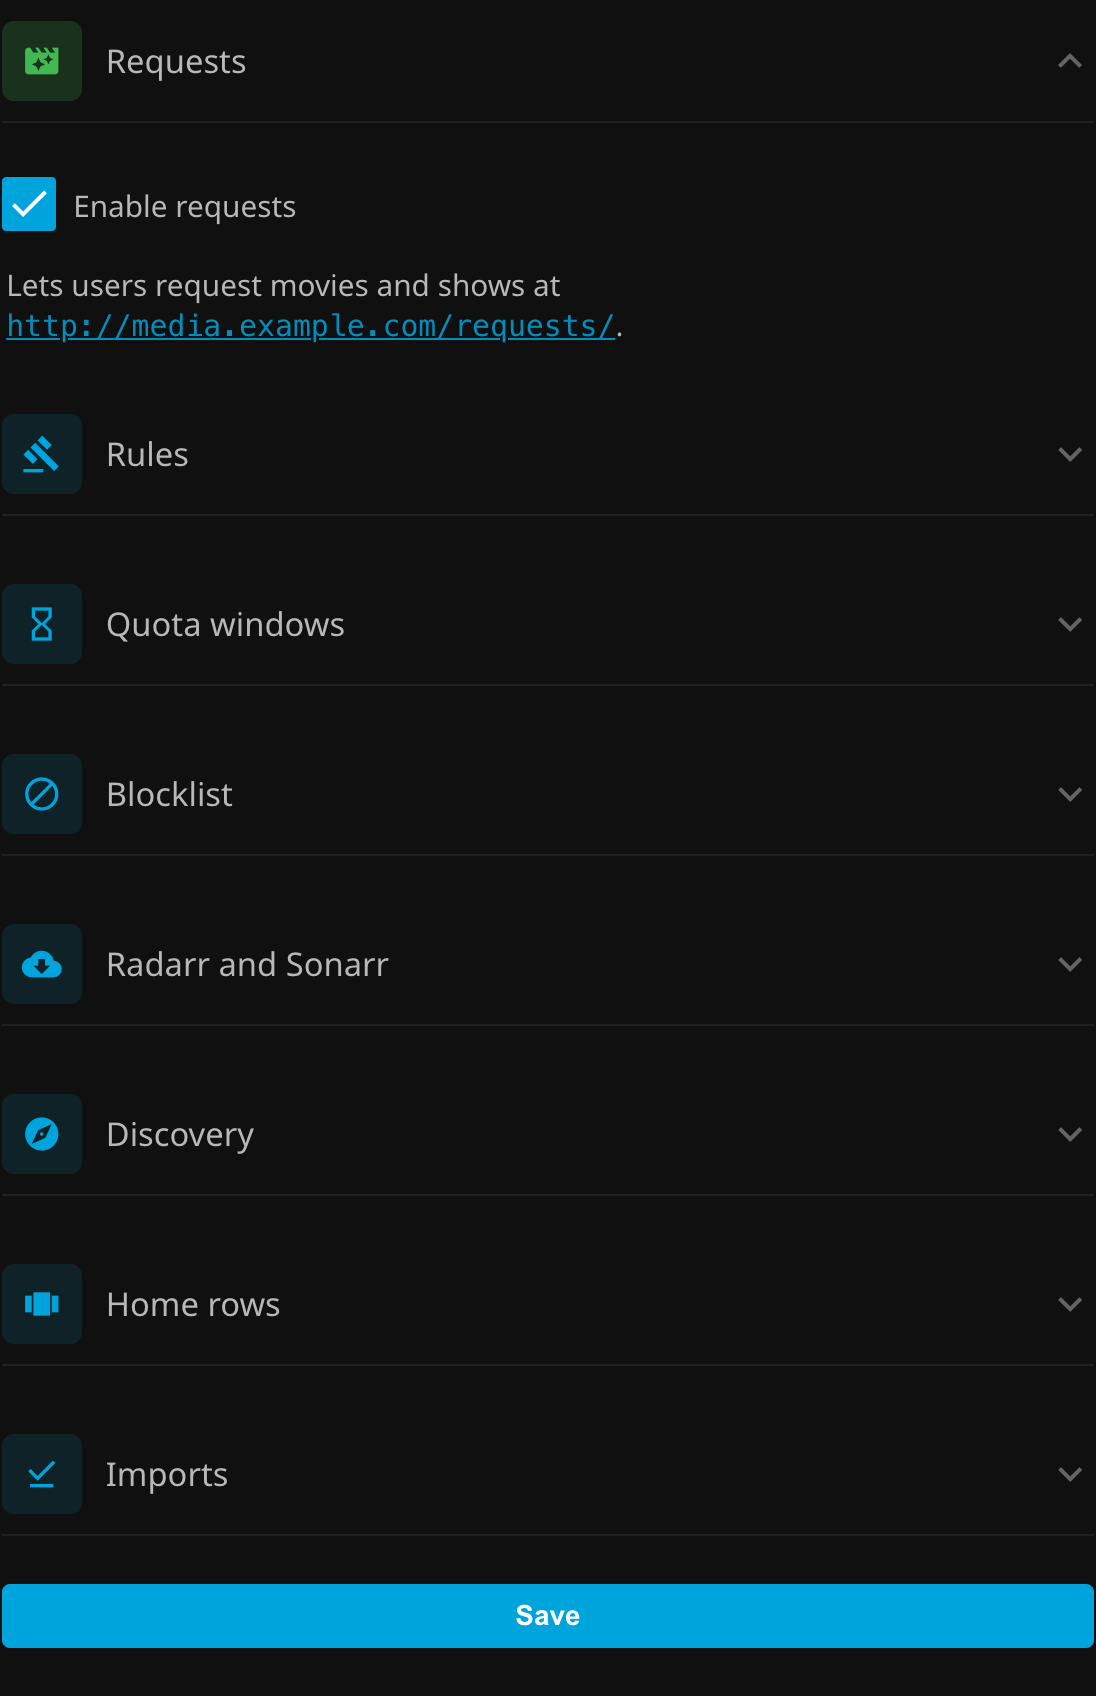 Requests
Enable requests
Lets users request movies and shows at
http://media.example.com/requests/.
Rules
Quota windows
Blocklist
Radarr and Sonarr
Discovery
Home rows
Imports
Save